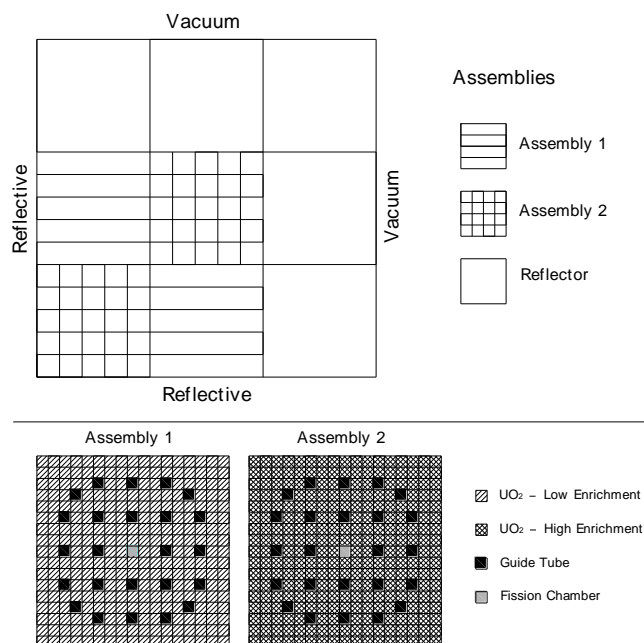 Vacuum
Assemblies
Assembly 1
Assembly 2
Reflector
Reflective
Vacuum
Reflective
Assembly 1
Assembly 2
UO₂ – Low Enrichment
UO₂ – High Enrichment
Guide Tube
Fission Chamber